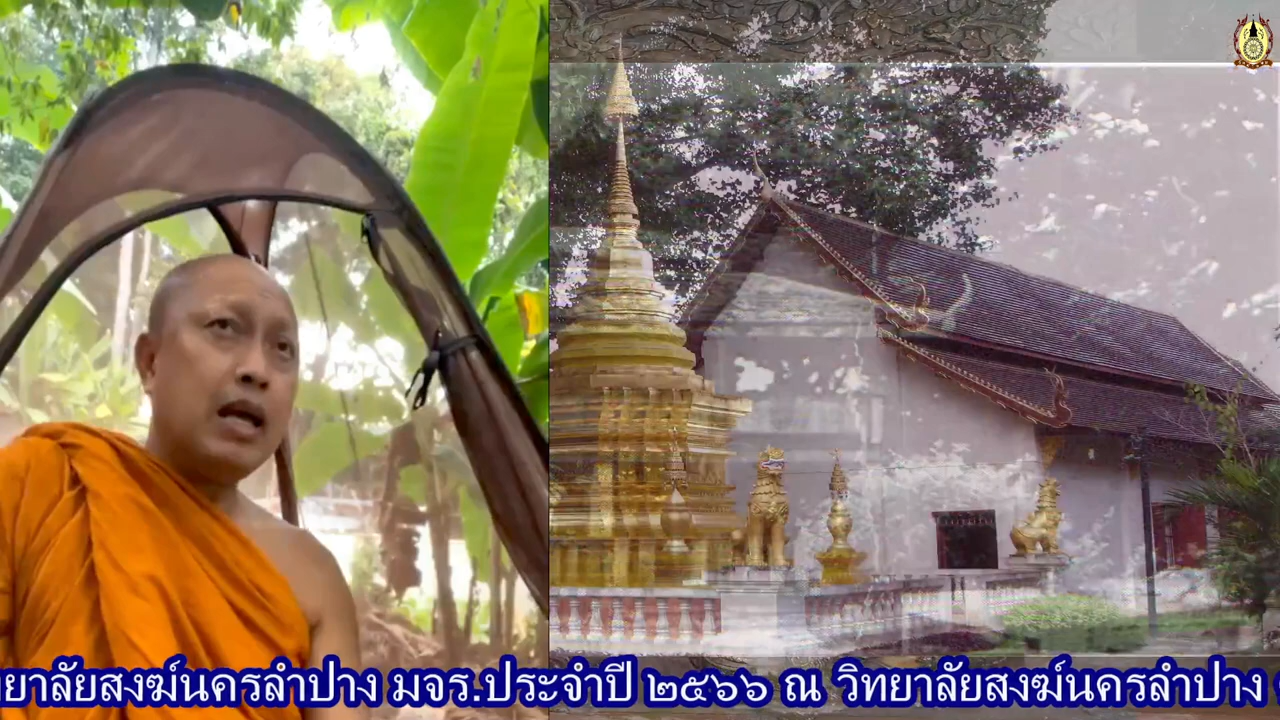 ยาลัยสงฆ์นครลำปาง มจร.ประจำปี ๒๕๖๖ ณ วิทยาลัยสงฆ์นครลำปาง